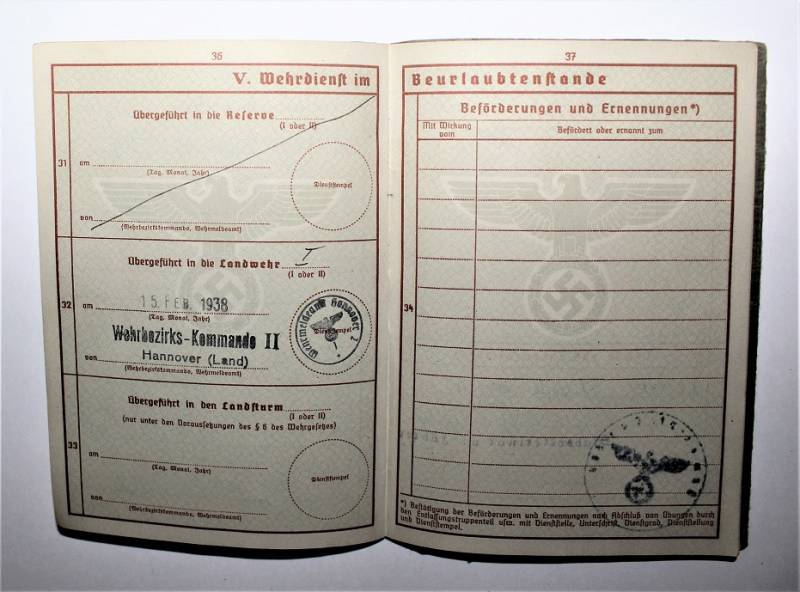 36
V. Wehrdienst im
31
Übergeführt in die Reserve
(I oder II)
am
(Tag, Monat, Jahr)
von
(Wehrbezirkskommando, Wehrmeldeamt)
Dienststempel
32
Übergeführt in die Landwehr I
(I oder II)
am 15. FEB. 1938
(Tag, Monat, Jahr)
Wehrbezirks-Kommando II
Hannover (Land)
von
(Wehrbezirkskommando, Wehrmeldeamt)
Wehrmeldeamt Hannover 2
Dienststempel
33
Übergeführt in den Landsturm
(I oder II)
(nur unter den Voraussetzungen des § 6 des Wehrgesetzes)
am
(Tag, Monat, Jahr)
von
(Wehrbezirkskommando, Wehrmeldeamt)
Dienststempel
37
Beurlaubtenstande
Beförderungen und Ernennungen*)
Mit Wirkung
vom
Befördert oder ernannt zum
34
*) Bestätigung der Beförderungen und Ernennungen nach Abschluß von Übungen durch
den Entlassungstruppenteil usw. mit Dienststelle, Unterschrift, Dienstgrad, Dienststellung
und Dienststempel.